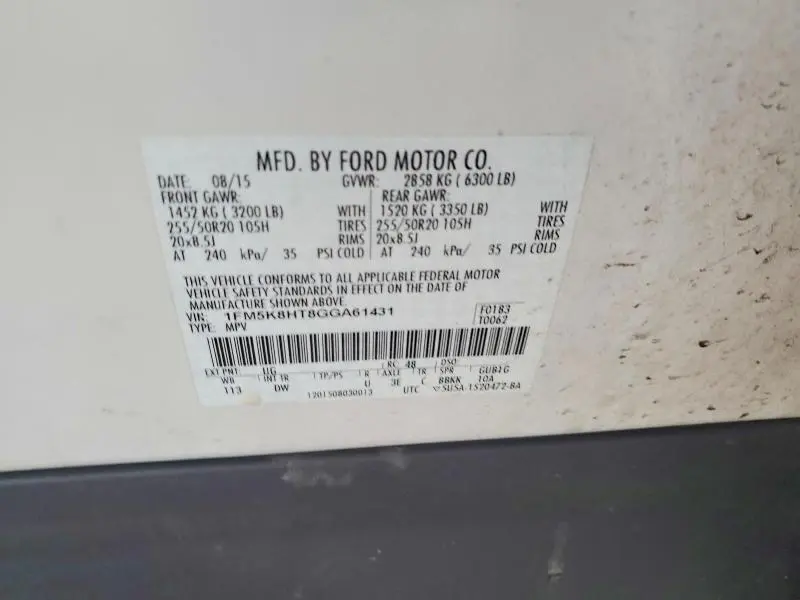 MFD. BY FORD MOTOR CO.
DATE: 08/15 GVWR: 2858 KG ( 6300 LB)
FRONT GAWR: REAR GAWR:
1452 KG ( 3200 LB) WITH 1520 KG ( 3350 LB) WITH
255/50R20 105H TIRES 255/50R20 105H TIRES
20x8.5J RIMS 20x8.5J RIMS
AT 240 kPa/ 35 PSI COLD AT 240 kPa/ 35 PSI COLD
THIS VEHICLE CONFORMS TO ALL APPLICABLE FEDERAL MOTOR
VEHICLE SAFETY STANDARDS IN EFFECT ON THE DATE OF
MANUFACTURE SHOWN ABOVE.
VIN: 1FM5K8HT8GGA61431 F0183
TYPE: MPV T0062
EXT PNT: UG RC: 48 DSO:
WB INT TR TP/PS R AXLE TR SPR GUB1G
113 DW U 3E C BBKK 10A
1201508030013 UTC 5U5A-1520472-BA